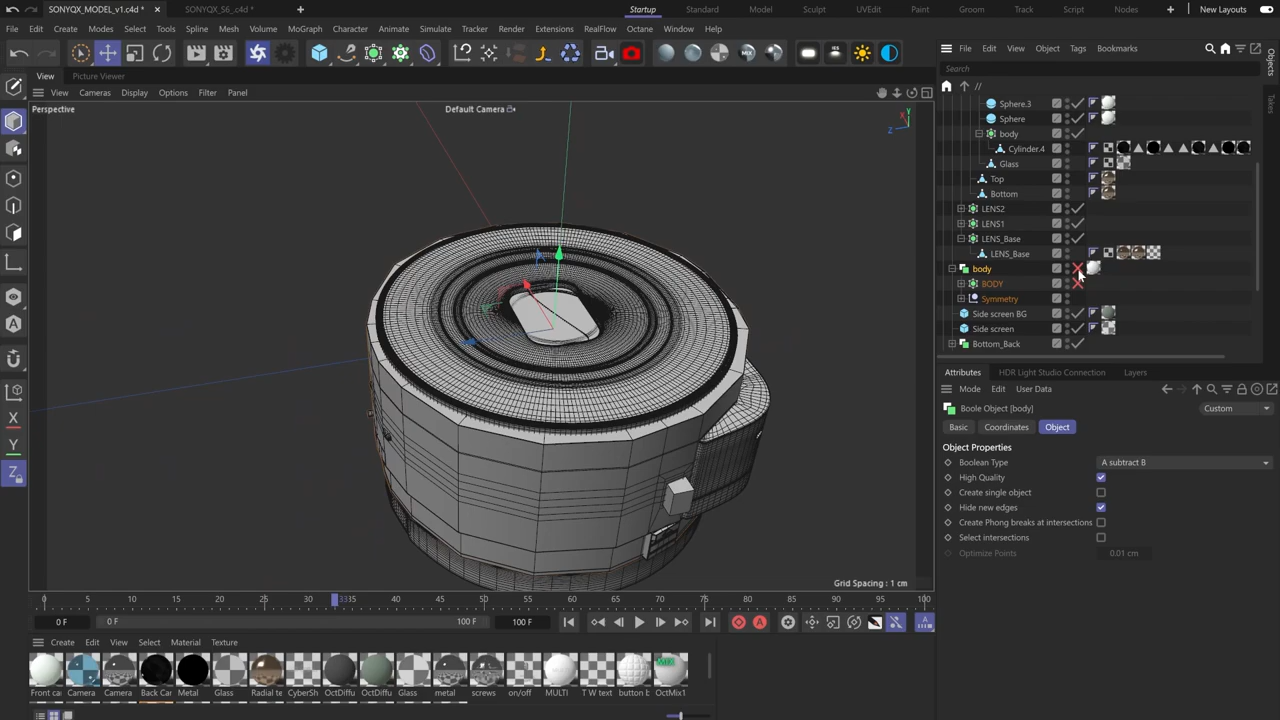 SONYQX_MODEL_v1.c4d *
SONYQX_S6_c4d *
Startup
Standard
Model
Sculpt
UVEdit
Paint
Groom
Track
Script
Nodes
New Layouts
File Edit Create Modes Select Tools Spline Mesh Volume MoGraph Character Animate Simulate Tracker Render Extensions RealFlow Octane Window Help
File Edit View Object Tags Bookmarks
View Picture Viewer
Search
View Cameras Display Options Filter Panel
//
Perspective
Default Camera
Y
X
Z
Sphere.3
Sphere
body
Cylinder.4
Glass
Top
Bottom
LENS2
LENS1
LENS_Base
LENS_Base
body
BODY
Symmetry
Side screen BG
Side screen
Bottom_Back
Objects
Takes
Attributes HDR Light Studio Connection Layers
Mode Edit User Data
Boole Object [body]
Custom
Basic Coordinates Object
Object Properties
Boolean Type A subtract B
High Quality
Create single object
Hide new edges
Create Phong breaks at intersections
Select intersections
Optimize Points 0.01 cm
Grid Spacing : 1 cm
0 5 10 15 20 25 30 3335 40 45 50 55 60 65 70 75 80 85 90 95 100
0 F 0 F 100 F 100 F
Create Edit View Select Material Texture
Front ca Camera Camera Back Car Metal Glass Radial te CyberSh OctDiffu OctDiffu Glass metal screws on/off MULTI T W text button b OctMix1